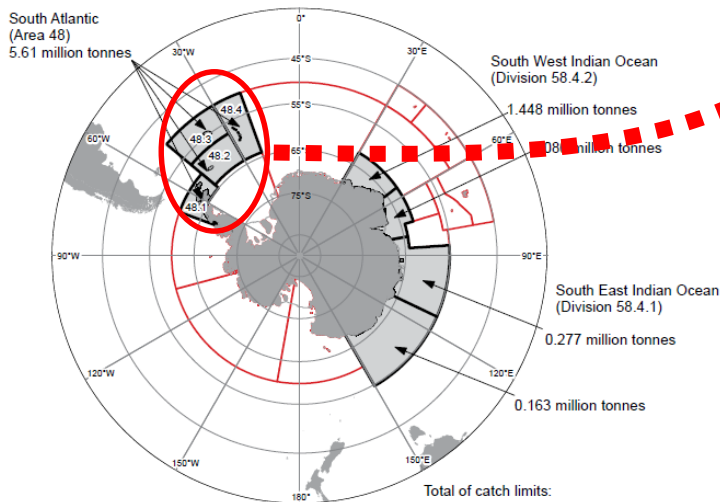 South Atlantic
(Area 48)
5.61 million tonnes
0°
30°W
30°E
45°S
South West Indian Ocean
(Division 58.4.2)
48.4
55°S
1.448 million tonnes
48.3
60°W
60°E
48.2
65°S
million tonnes
75°S
48.1
90°W
90°E
South East Indian Ocean
(Division 58.4.1)
0.277 million tonnes
120°W
120°E
0.163 million tonnes
150°W
150°E
180°
Total of catch limits: